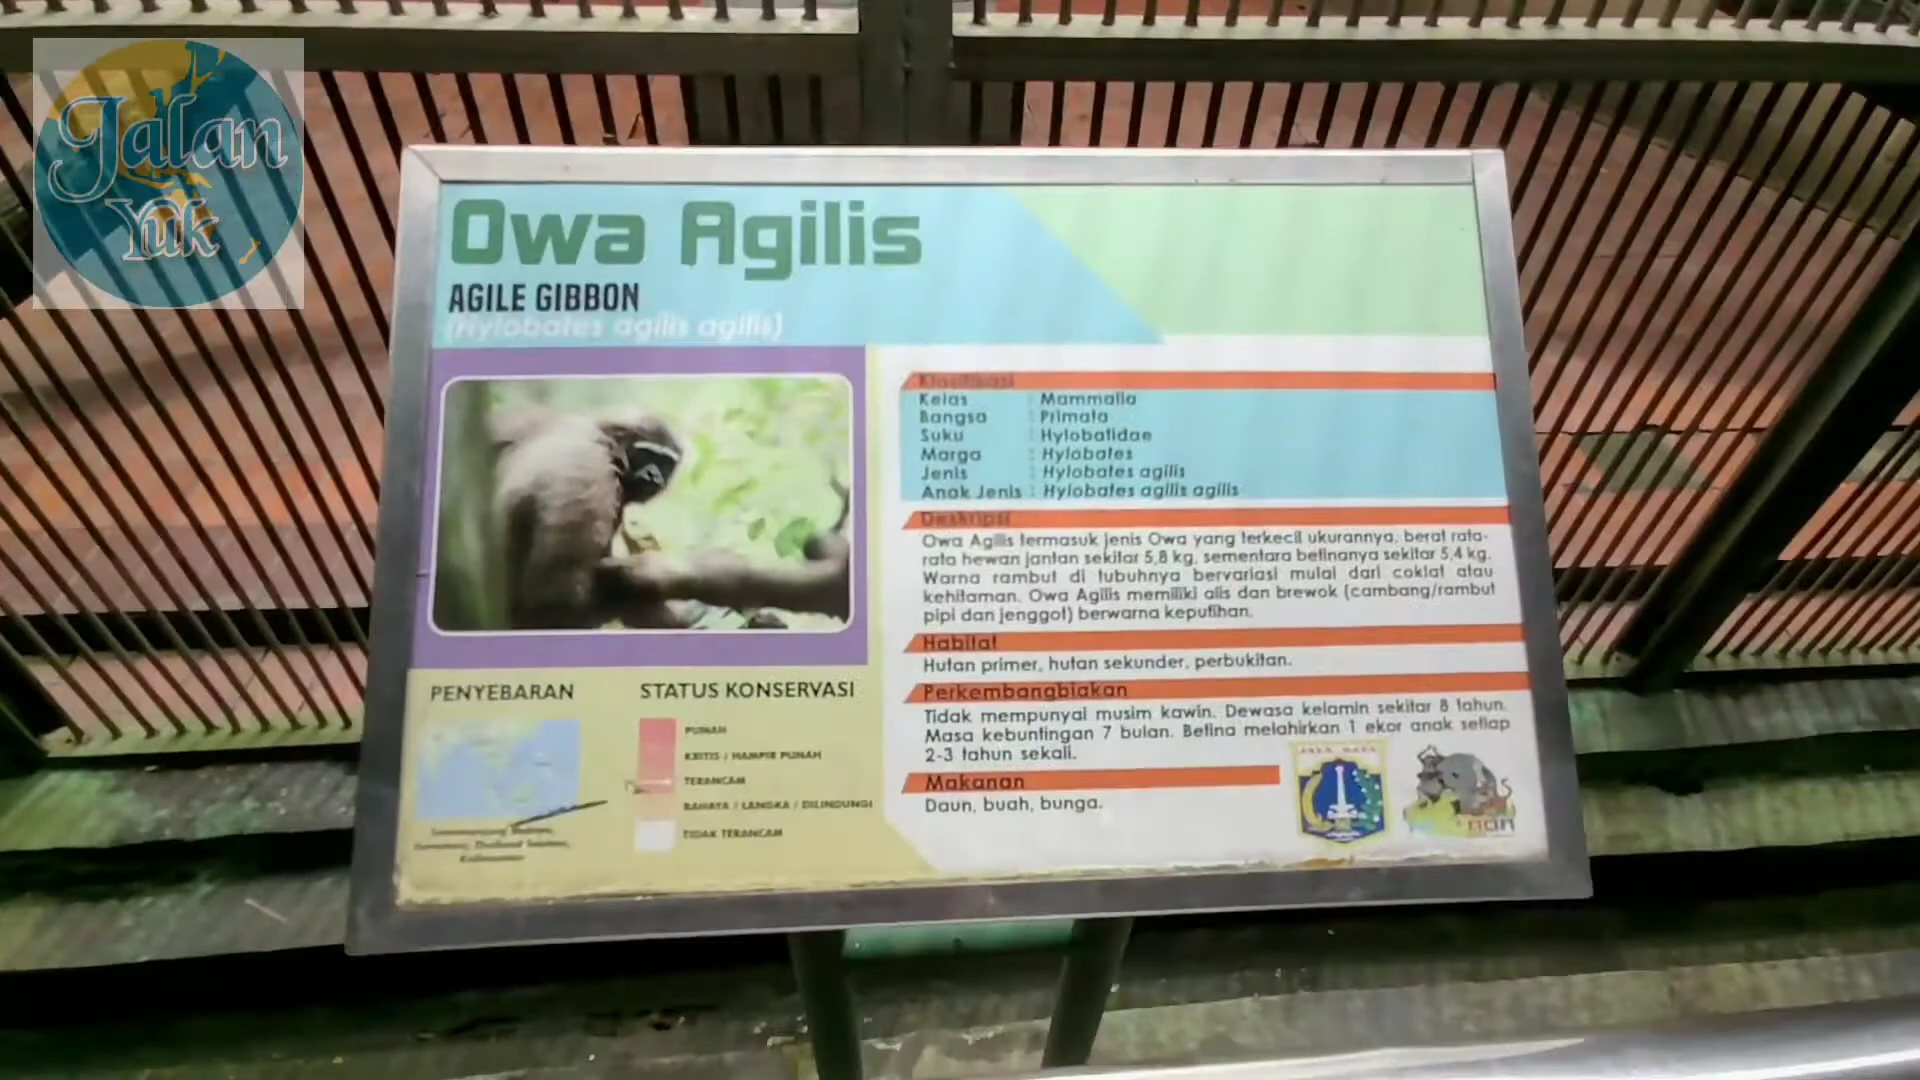 Jalan
Yuk
Owa Agilis
AGILE GIBBON
(Hylobates agilis agilis)
Klasifikasi
Kelas : Mammalia
Bangsa : Primata
Suku : Hylobatidae
Marga : Hylobates
Jenis : Hylobates agilis
Anak Jenis : Hylobates agilis agilis
Deskripsi
Owa Agilis termasuk jenis Owa yang terkecil ukurannya, berat rata-
rata hewan jantan sekitar 5,8 kg, sementara betinanya sekitar 5,4 kg.
Warna rambut di tubuhnya bervariasi mulai dari coklat atau
kehitaman. Owa Agilis memiliki alis dan brewok (cambang/rambut
pipi dan jenggot) berwarna keputihan.
Habitat
Hutan primer, hutan sekunder, perbukitan.
Perkembangbiakan
Tidak mempunyai musim kawin. Dewasa kelamin sekitar 8 tahun.
Masa kebuntingan 7 bulan. Betina melahirkan 1 ekor anak setiap
2-3 tahun sekali.
Makanan
Daun, buah, bunga.
JAYA RAYA
PENYEBARAN
Kalimantan
STATUS KONSERVASI
PUNAH
KRITIS / HAMPIR PUNAH
TERANCAM
BAHAYA / LANGKA / DILINDUNGI
TIDAK TERANCAM